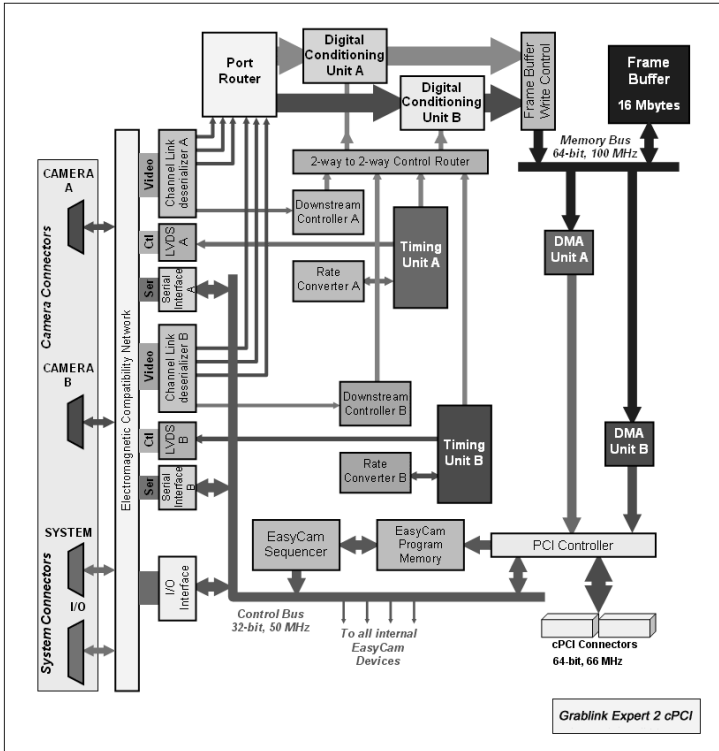 Port
Router
Digital
Conditioning
Unit A
Digital
Conditioning
Unit B
Frame Buffer
Write Control
Frame
Buffer
16 Mbytes
Memory Bus
64-bit, 100 MHz
Camera Connectors
CAMERA
A
CAMERA
B
System Connectors
SYSTEM
I/O
Electromagnetic Compatibility Network
Video
Channel Link
deserializer A
Ctl
LVDS
A
Ser
Serial
Interface
A
Video
Channel Link
deserializer B
Ctl
LVDS
B
Ser
Serial
Interface
B
I/O
Interface
2-way to 2-way Control Router
Downstream
Controller A
Timing
Unit A
Rate
Converter A
Downstream
Controller B
Timing
Unit B
Rate
Converter B
DMA
Unit A
DMA
Unit B
EasyCam
Sequencer
EasyCam
Program
Memory
PCI Controller
Control Bus
32-bit, 50 MHz
To all internal
EasyCam
Devices
cPCI Connectors
64-bit, 66 MHz
Grablink Expert 2 cPCI